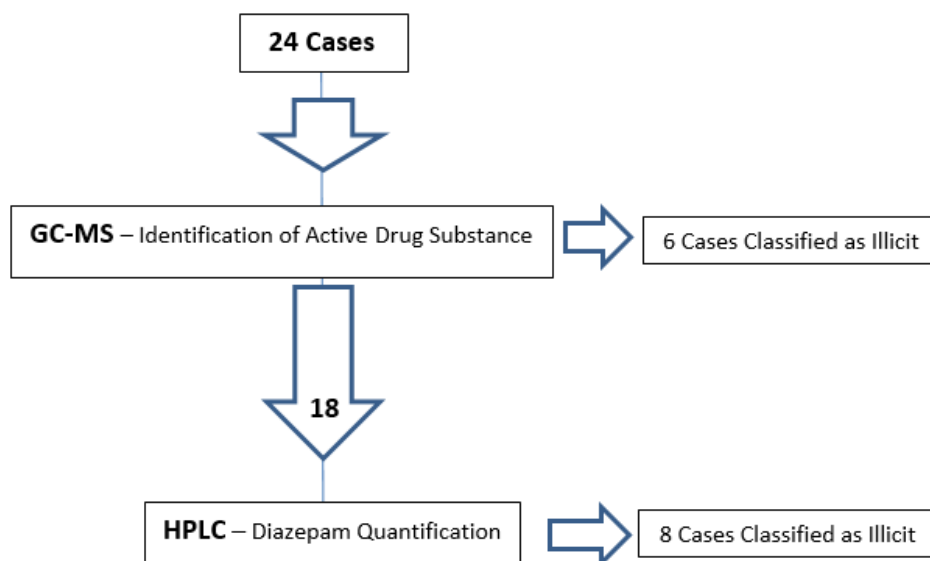 24 Cases
GC-MS – Identification of Active Drug Substance
6 Cases Classified as Illicit
18
HPLC – Diazepam Quantification
8 Cases Classified as Illicit